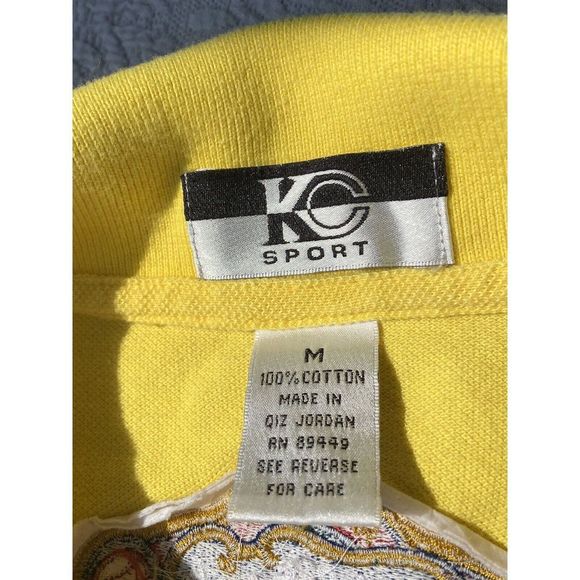 KC
SPORT
M
100% COTTON
MADE IN
QIZ JORDAN
RN 89449
SEE REVERSE
FOR CARE